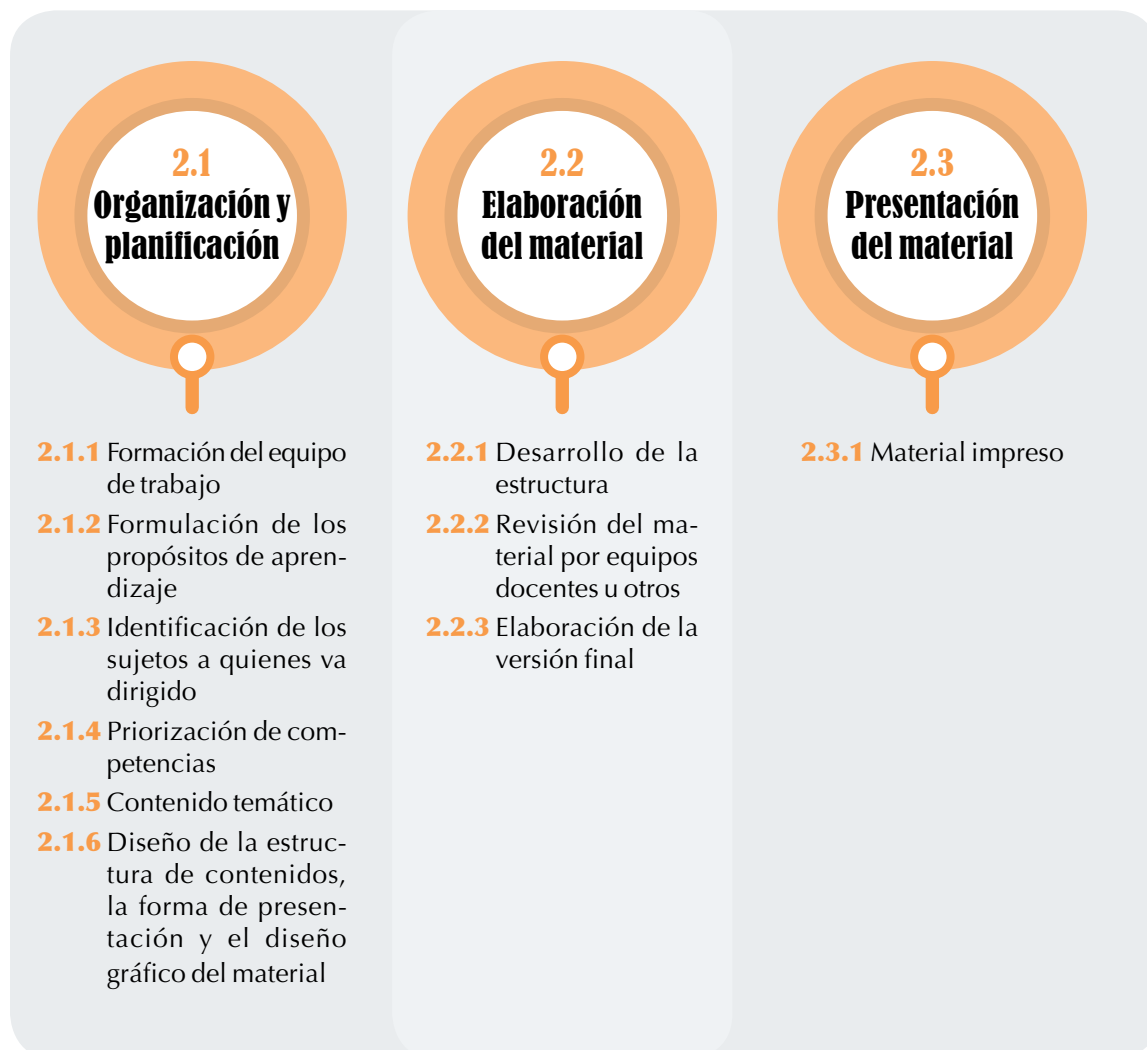 2.1
Organización y
planificación
2.1.1 Formación del equipo
de trabajo
2.1.2 Formulación de los
propósitos de apren-
dizaje
2.1.3 Identificación de los
sujetos a quienes va
dirigido
2.1.4 Priorización de com-
petencias
2.1.5 Contenido temático
2.1.6 Diseño de la estruc-
tura de contenidos,
la forma de presen-
tación y el diseño
gráfico del material
2.2
Elaboración
del material
2.2.1 Desarrollo de la
estructura
2.2.2 Revisión del ma-
terial por equipos
docentes u otros
2.2.3 Elaboración de la
versión final
2.3
Presentación
del material
2.3.1 Material impreso